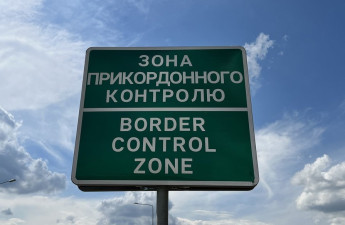 ЗОНА
ПРИКОРДОННОГО
КОНТРОЛЮ
BORDER
CONTROL
ZONE